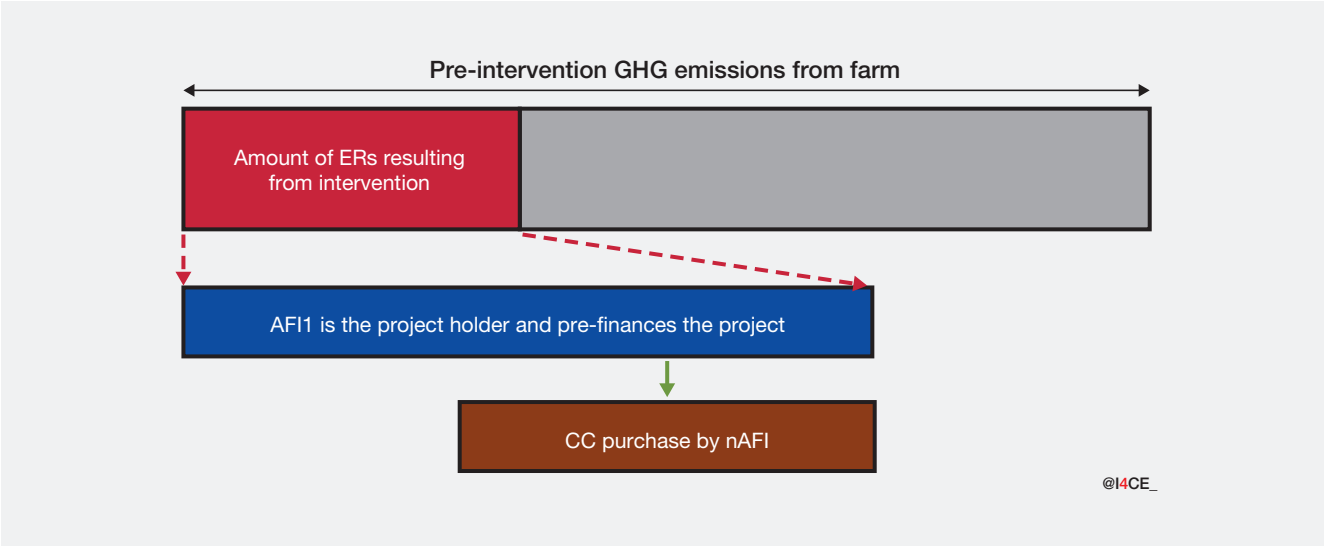 Pre-intervention GHG emissions from farm
Amount of ERs resulting
from intervention
AFI1 is the project holder and pre-finances the project
CC purchase by nAFI
@I4CE_